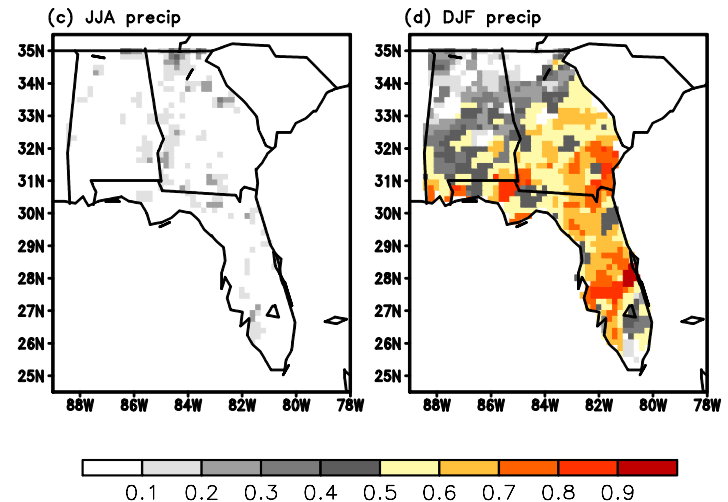 (c) JJA precip
(d) DJF precip
35N
34N
33N
32N
31N
30N
29N
28N
27N
26N
25N
88W 86W 84W 82W 80W 78W
35N
34N
33N
32N
31N
30N
29N
28N
27N
26N
25N
88W 86W 84W 82W 80W 78W
0.1 0.2 0.3 0.4 0.5 0.6 0.7 0.8 0.9